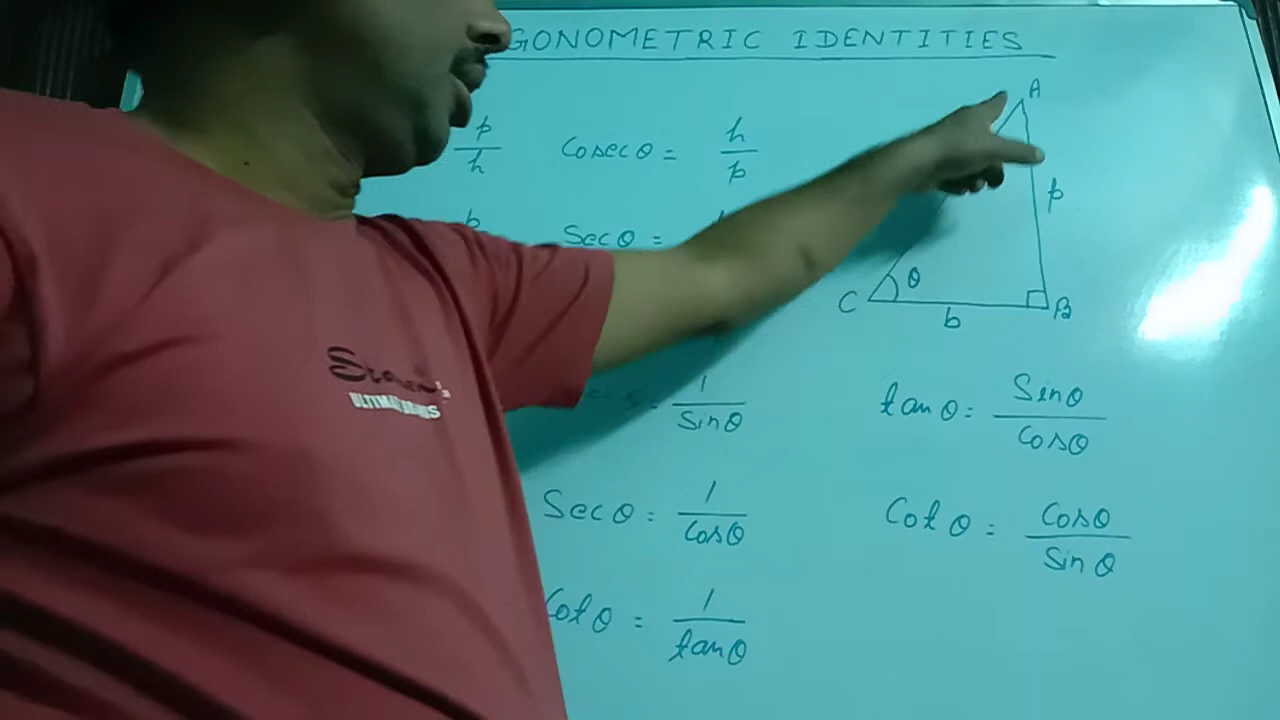 GONOMETRIC IDENTITIES
p/h Cosecθ = h/p
b Secθ =
A
p
θ
C b B
1/Sinθ
tanθ = Sinθ/Cosθ
Secθ = 1/Cosθ
Cotθ = Cosθ/Sinθ
Cotθ = 1/tanθ